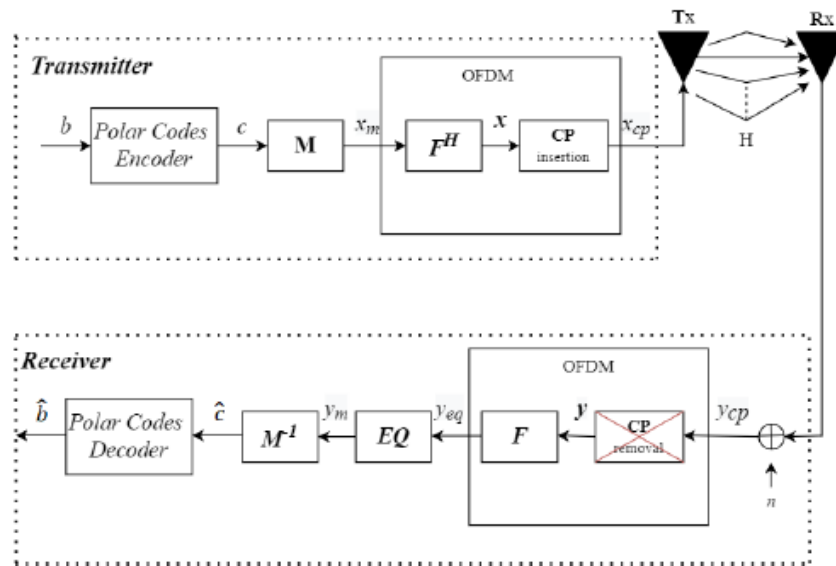 Tx
Rx
Transmitter
OFDM
b
Polar Codes
Encoder
c
M
x_m
F^H
x
CP
insertion
x_cp
H
Receiver
OFDM
b̂
Polar Codes
Decoder
ĉ
M^-1
y_m
EQ
y_eq
F
y
CP
removal
y_cp
n